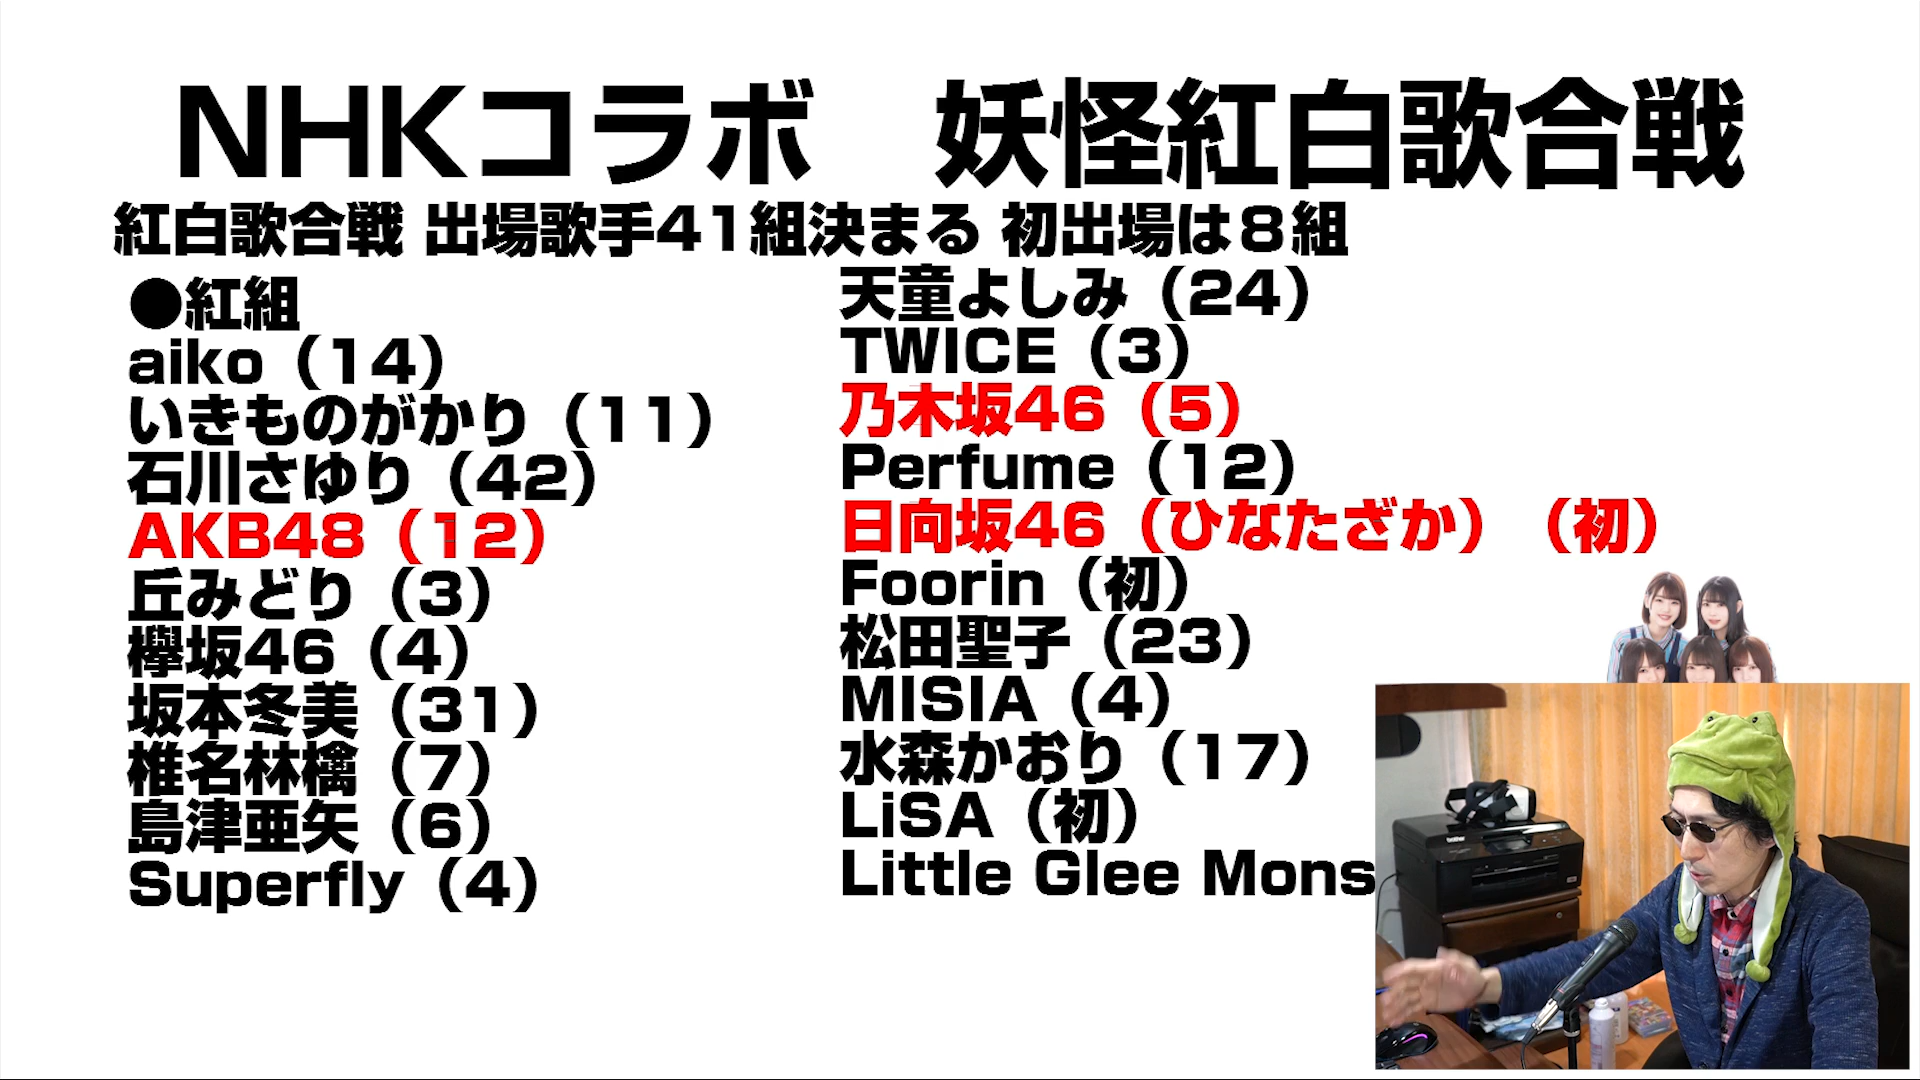 NHKコラボ　妖怪紅白歌合戦
紅白歌合戦 出場歌手41組決まる 初出場は８組
●紅組
aiko（14）
いきものがかり（11）
石川さゆり（42）
AKB48（12）
丘みどり（3）
欅坂46（4）
坂本冬美（31）
椎名林檎（7）
島津亜矢（6）
Superfly（4）
天童よしみ（24）
TWICE（3）
乃木坂46（5）
Perfume（12）
日向坂46（ひなたざか）（初）
Foorin（初）
松田聖子（23）
MISIA（4）
水森かおり（17）
LiSA（初）
Little Glee Mons
brother